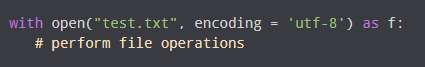 with open("test.txt", encoding = 'utf-8') as f:
   # perform file operations